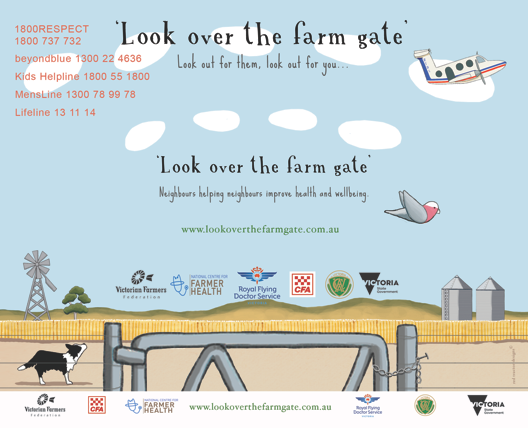 1800RESPECT
1800 737 732
beyondblue 1300 22 4636
Kids Helpline 1800 55 1800
MensLine 1300 78 99 78
Lifeline 13 11 14
'Look over the farm gate'
Look out for them, look out for you...
'Look over the farm gate'
Neighbours helping neighbours improve health and wellbeing.
www.lookoverthefarmgate.com.au
Victorian Farmers
Federation
NATIONAL CENTRE FOR
FARMER
HEALTH
Royal Flying
Doctor Service
CFA
VICTORIA
State
Government
Victorian Farmers
Federation
CFA
NATIONAL CENTRE FOR
FARMER
HEALTH
www.lookoverthefarmgate.com.au
Royal Flying
Doctor Service
VICTORIA
State
Government